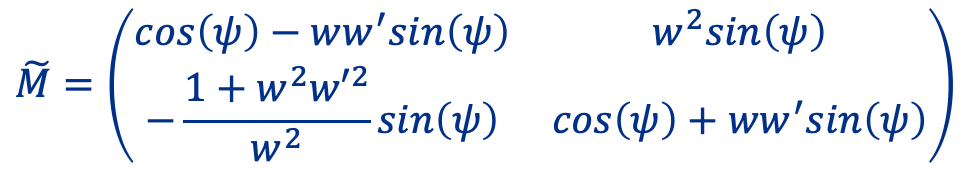 M̃ = (cos(ψ) − ww′sin(ψ)    w²sin(ψ)
−(1 + w²w′²)/w² sin(ψ)    cos(ψ) + ww′sin(ψ))